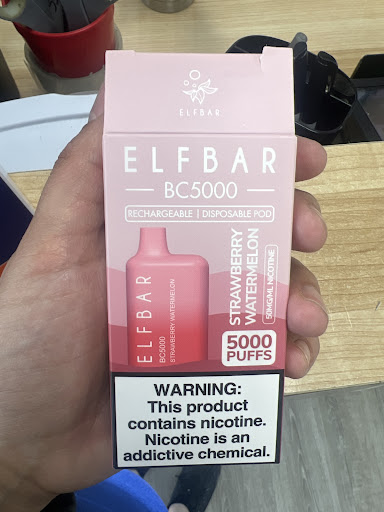 ELFBAR
ELFBAR
BC5000
RECHARGEABLE | DISPOSABLE POD
STRAWBERRY
WATERMELON
50MG/ML NICOTINE
5000
PUFFS
ELFBAR
BC5000
STRAWBERRY WATERMELON
WARNING:
This product
contains nicotine.
Nicotine is an
addictive chemical.